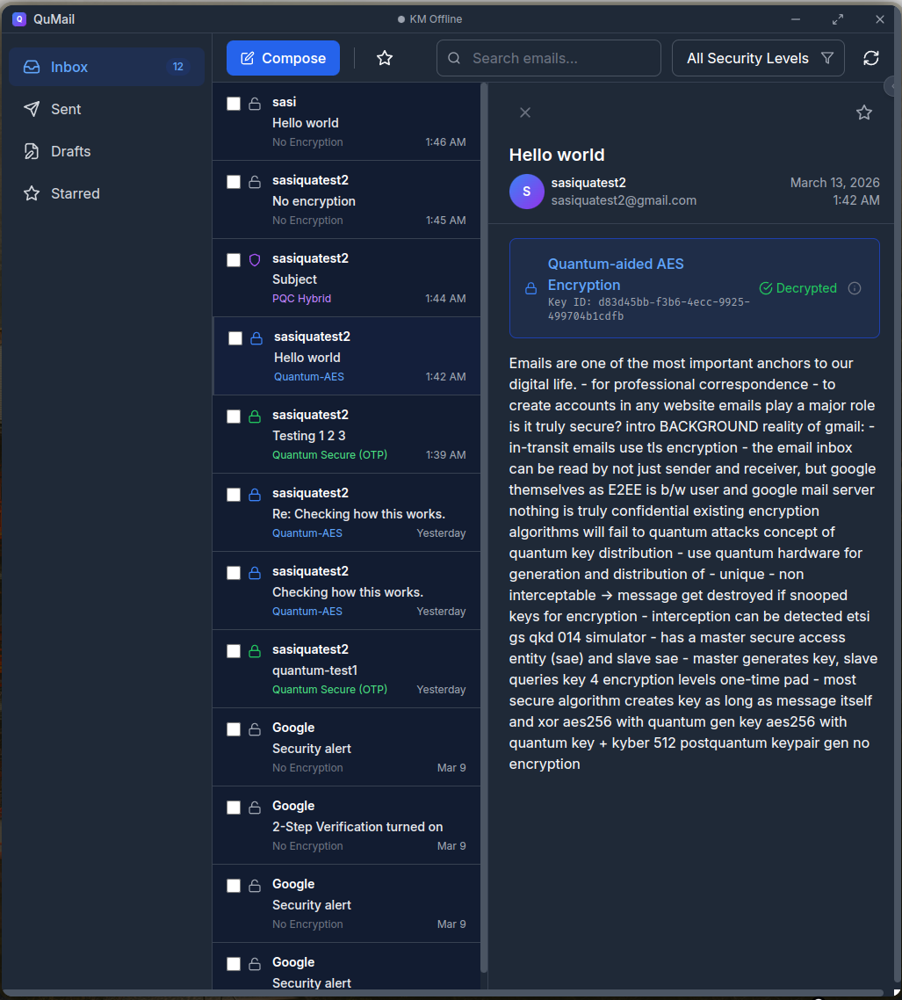 Q QuMail
KM Offline
Inbox 12
Sent
Drafts
Starred
Compose
Search emails...
All Security Levels
sasi
Hello world
No Encryption 1:46 AM
sasiquatest2
No encryption
No Encryption 1:45 AM
sasiquatest2
Subject
PQC Hybrid 1:44 AM
sasiquatest2
Hello world
Quantum-AES 1:42 AM
sasiquatest2
Testing 1 2 3
Quantum Secure (OTP) 1:39 AM
sasiquatest2
Re: Checking how this works.
Quantum-AES Yesterday
sasiquatest2
Checking how this works.
Quantum-AES Yesterday
sasiquatest2
quantum-test1
Quantum Secure (OTP) Yesterday
Google
Security alert
No Encryption Mar 9
Google
2-Step Verification turned on
No Encryption Mar 9
Google
Security alert
No Encryption Mar 9
Google
Security alert
Hello world
S
sasiquatest2 March 13, 2026
sasiquatest2@gmail.com 1:42 AM
Quantum-aided AES
Encryption
Key ID: d83d45bb-f3b6-4ecc-9925-
499704b1cdfb
Decrypted
Emails are one of the most important anchors to our
digital life. - for professional correspondence - to
create accounts in any website emails play a major role
is it truly secure? intro BACKGROUND reality of gmail: -
in-transit emails use tls encryption - the email inbox
can be read by not just sender and receiver, but google
themselves as E2EE is b/w user and google mail server
nothing is truly confidential existing encryption
algorithms will fail to quantum attacks concept of
quantum key distribution - use quantum hardware for
generation and distribution of - unique - non
interceptable → message get destroyed if snooped
keys for encryption - interception can be detected etsi
gs qkd 014 simulator - has a master secure access
entity (sae) and slave sae - master generates key, slave
queries key 4 encryption levels one-time pad - most
secure algorithm creates key as long as message itself
and xor aes256 with quantum gen key aes256 with
quantum key + kyber 512 postquantum keypair gen no
encryption